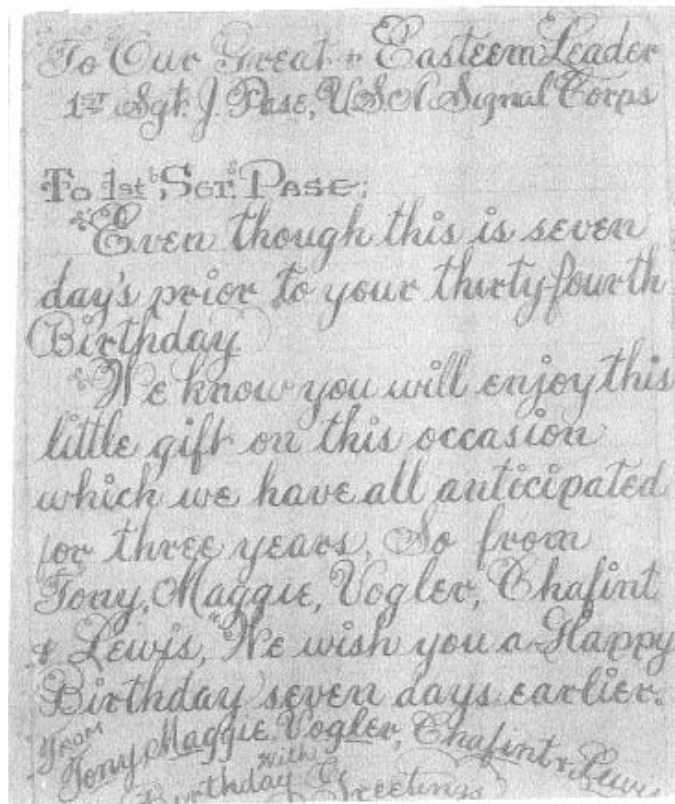 To Our Great + Easteem Leader
1ST Sgt. J. Pase, USA Signal Corps
To 1st Sgt. Pase;
Even though this is seven
day's prior to your thirty-fourth
Birthday
We know you will enjoy this
little gift on this occasion
which we have all anticipated
for three years. So from
Tony, Maggie, Vogler, Chafint
& Lewis, We wish you a Happy
Birthday seven days earlier.
From
Tony, Maggie, Vogler, Chafint & Lewis
With
Birthday Greetings